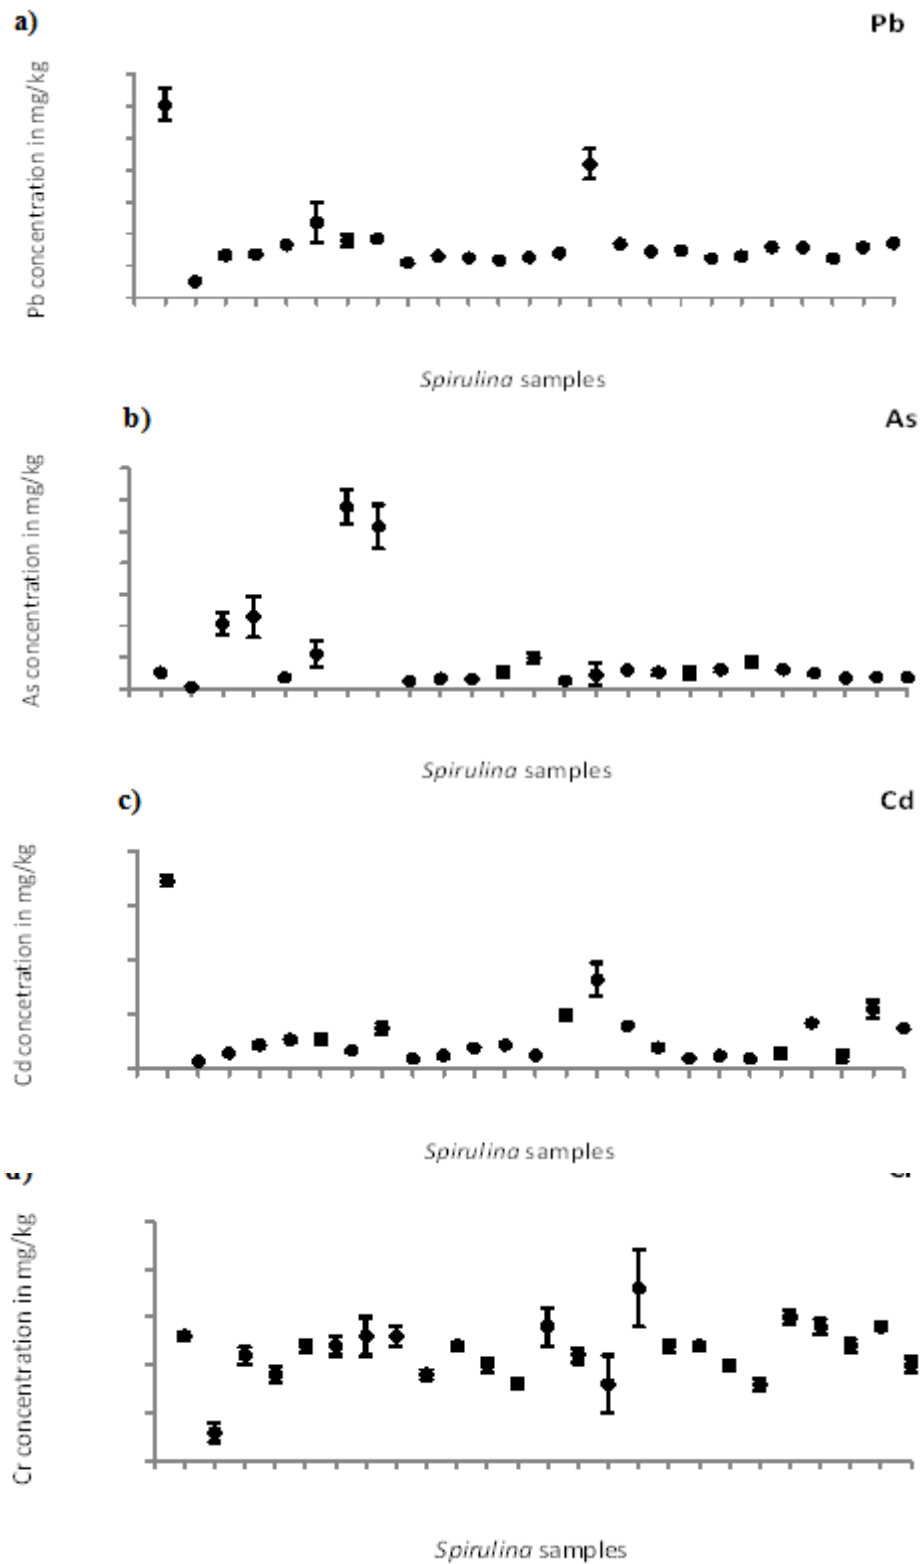 a) Pb
Pb concentration in mg/kg
Spirulina samples
b) As
As concentration in mg/kg
Spirulina samples
c) Cd
Cd concetration in mg/kg
Spirulina samples
Cr concentration in mg/kg
Spirulina samples